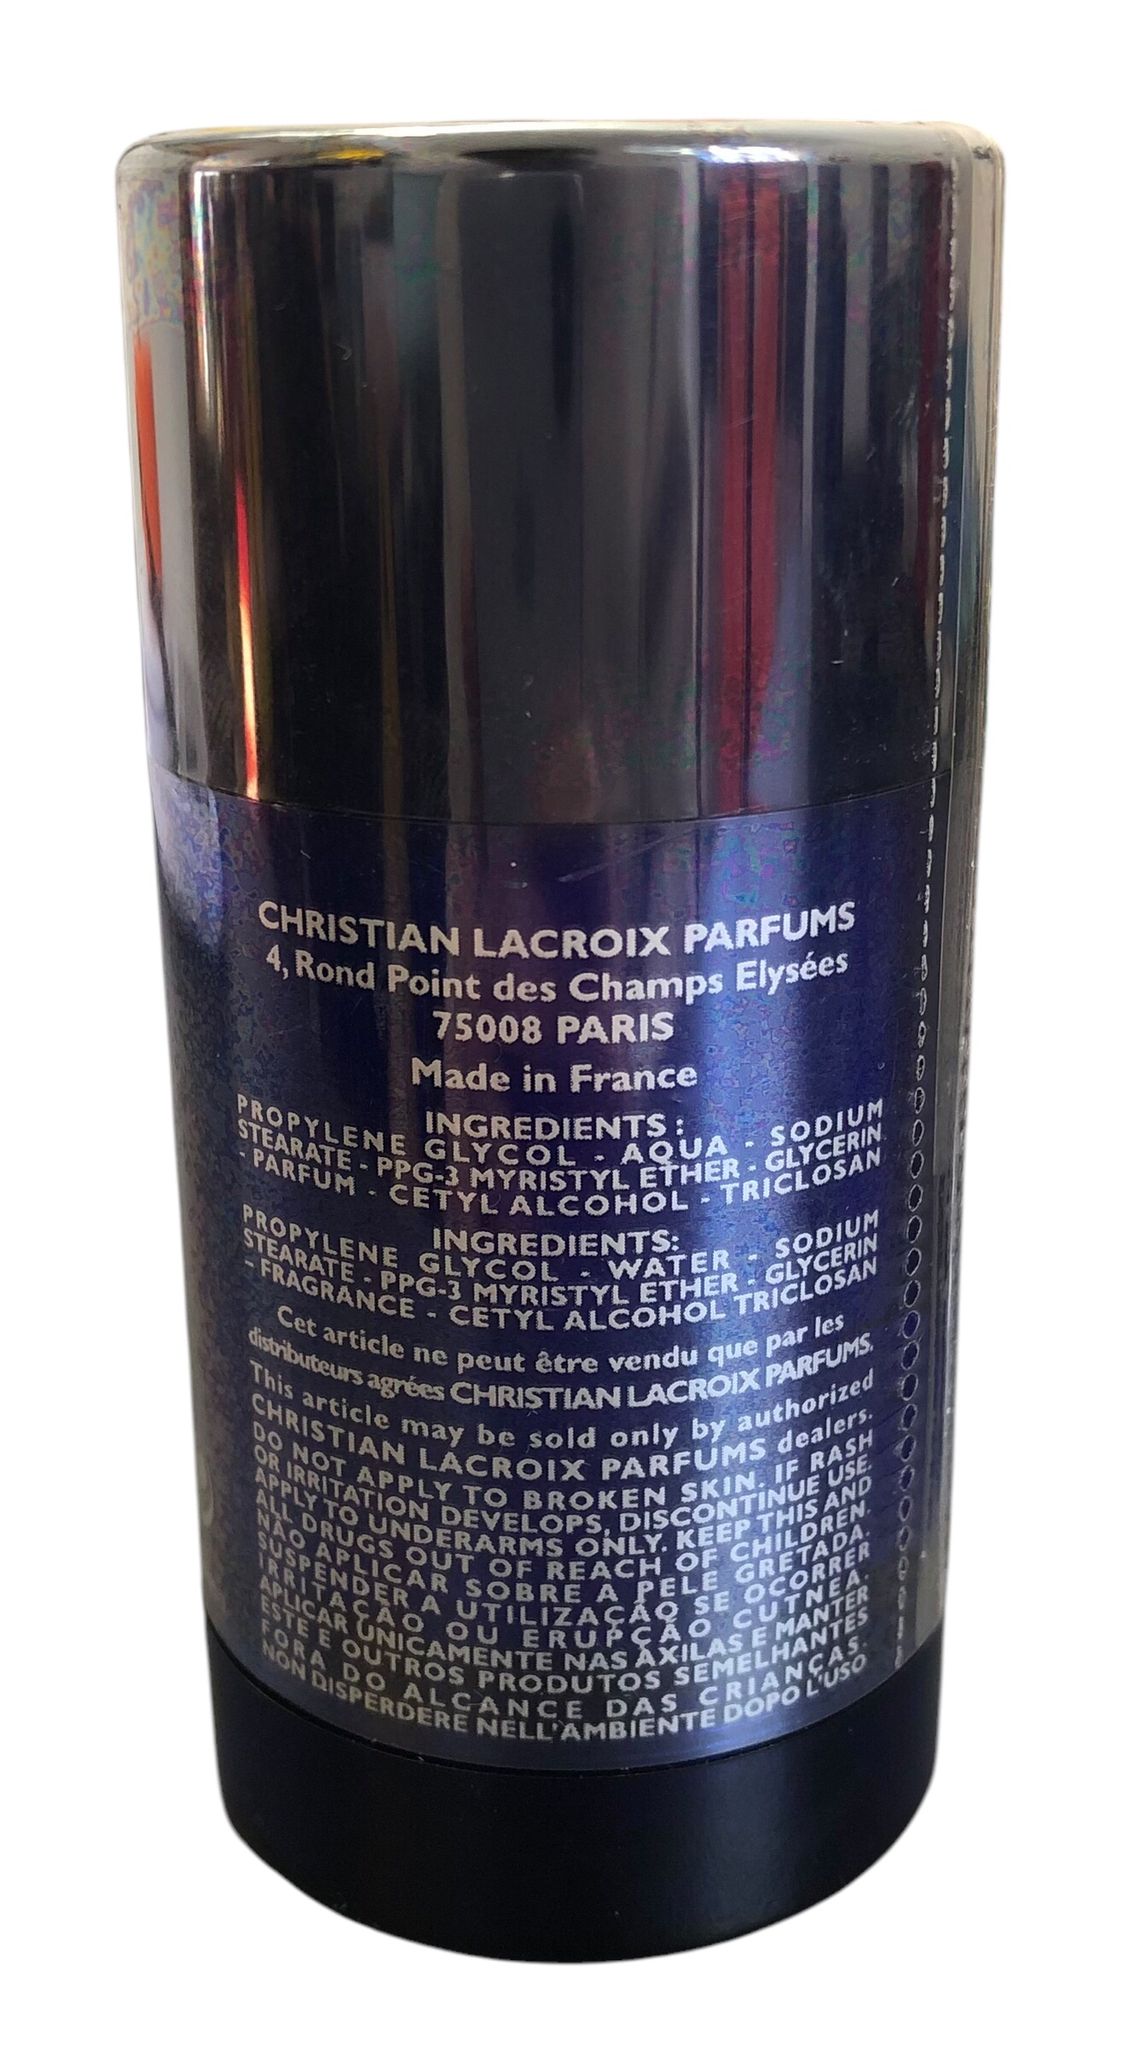 CHRISTIAN LACROIX PARFUMS
4, Rond Point des Champs Elysées
75008 PARIS
Made in France
INGREDIENTS :
PROPYLENE GLYCOL - AQUA - SODIUM
STEARATE - PPG-3 MYRISTYL ETHER - GLYCERIN
- PARFUM - CETYL ALCOHOL - TRICLOSAN
INGREDIENTS:
PROPYLENE GLYCOL - WATER - SODIUM
STEARATE - PPG-3 MYRISTYL ETHER - GLYCERIN
- FRAGRANCE - CETYL ALCOHOL TRICLOSAN
Cet article ne peut être vendu que par les
distributeurs agrées CHRISTIAN LACROIX PARFUMS.
This article may be sold only by authorized
CHRISTIAN LACROIX PARFUMS dealers.
DO NOT APPLY TO BROKEN SKIN. IF RASH
OR IRRITATION DEVELOPS, DISCONTINUE USE.
APPLY TO UNDERARMS ONLY. KEEP THIS AND
ALL DRUGS OUT OF REACH OF CHILDREN.
NÃO APLICAR SOBRE A PELE GRETADA.
SUSPENDER A UTILIZAÇÃO SE OCORRER
IRRITAÇÃO OU ERUPÇÃO CUTNEA.
APLICAR ÚNICAMENTE NAS AXILAS E MANTER
ESTE E OUTROS PRODUTOS SEMELHANTES
FORA DO ALCANCE DAS CRIANÇAS.
NON DISPERDERE NELL'AMBIENTE DOPO L'USO